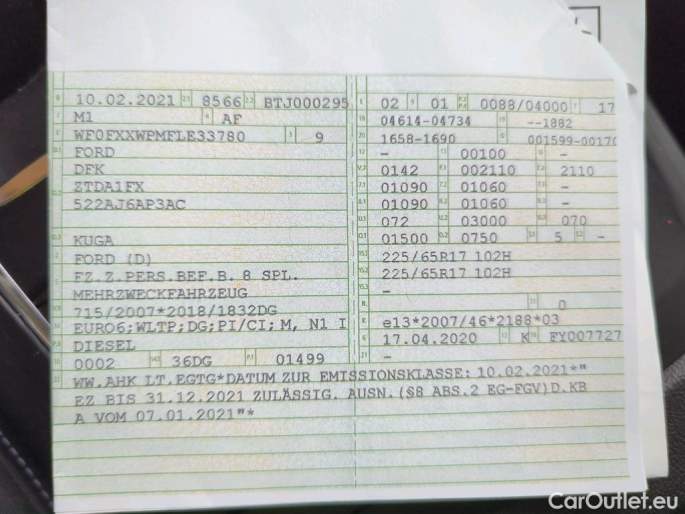 10.02.2021 8566 BTJ000295
M1 AF
WF0FXXWPMFLE33780 9
FORD
DFK
ZTDA1FX
522AJ6AP3AC
KUGA
FORD (D)
FZ.Z.PERS.BEF.B. 8 SPL.
MEHRZWECKFAHRZEUG
715/2007*2018/1832DG
EURO6;WLTP;DG;PI/CI; M, N1 I
DIESEL
0002 36DG 01499
02 01 0088/04000 17
04614-04734 --1882
1658-1690 001599-00170
- 00100 -
0142 002110 2110
01090 01060 -
01090 01060 -
072 03000 070
01500 0750 5 -
225/65R17 102H
225/65R17 102H
-
0
e13*2007/46*2188*03
17.04.2020 K FY007727
-
WW.AHK LT.EGTG*DATUM ZUR EMISSIONKLASSE: 10.02.2021*"
EZ BIS 31.12.2021 ZULÄSSIG. AUSN.(§8 ABS.2 EG-FGV)D.KB
A VOM 07.01.2021"*
CarOutlet.eu